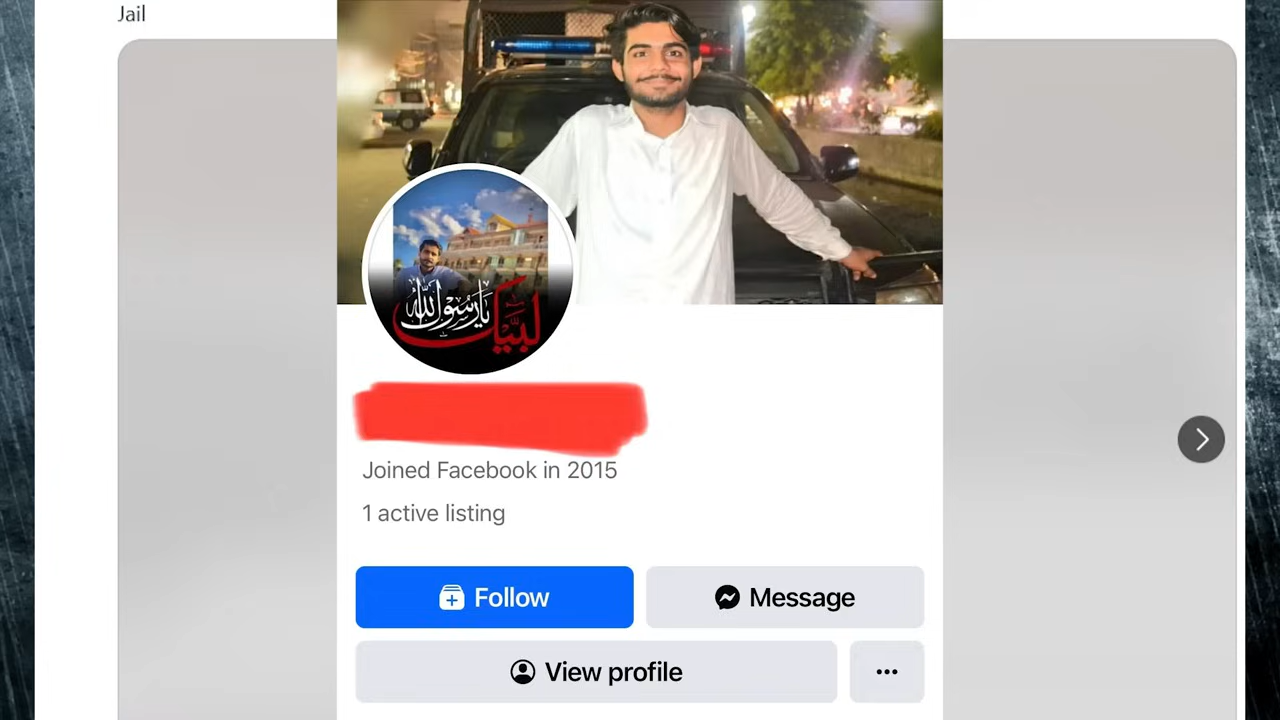 Jail
لبیک یا رسول اللہ
Joined Facebook in 2015
1 active listing
Follow
Message
View profile